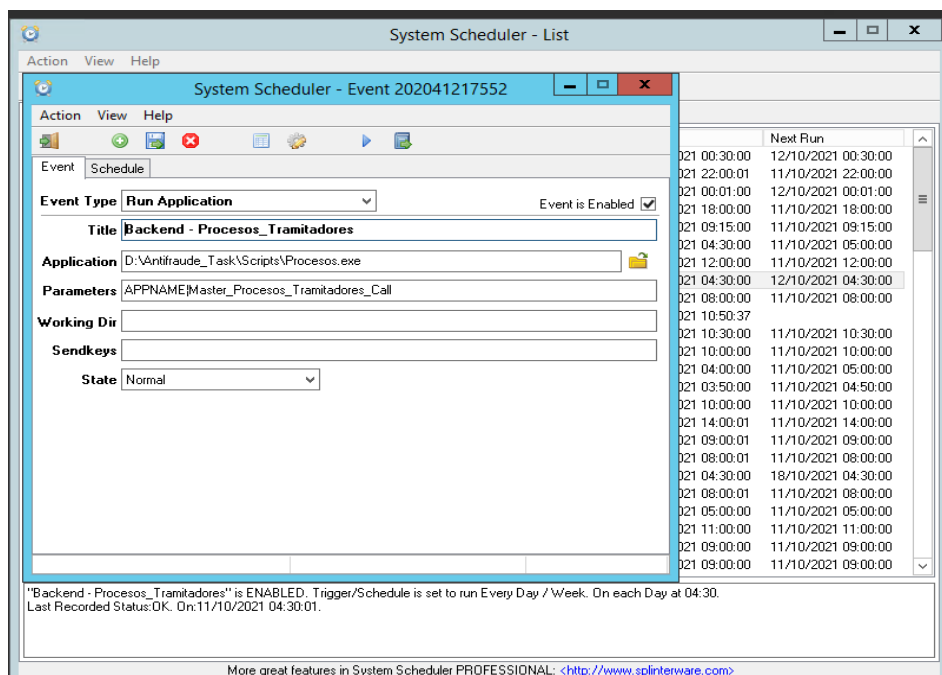 System Scheduler - List
Action View Help
System Scheduler - Event 202041217552
Action View Help
Event Schedule
Event Type Run Application Event is Enabled
Title Backend - Procesos_Tramitadores
Application D:\Antifraude_Task\Scripts\Procesos.exe
Parameters APPNAME|Master_Procesos_Tramitadores_Call
Working Dir
Sendkeys
State Normal
Next Run
021 00:30:00 12/10/2021 00:30:00
021 22:00:01 11/10/2021 22:00:00
021 00:01:00 12/10/2021 00:01:00
021 18:00:00 11/10/2021 18:00:00
021 09:15:00 11/10/2021 09:15:00
021 04:30:00 11/10/2021 05:00:00
021 12:00:00 11/10/2021 12:00:00
021 04:30:00 12/10/2021 04:30:00
021 08:00:00 11/10/2021 08:00:00
021 10:50:37
021 10:30:00 11/10/2021 10:30:00
021 10:00:00 11/10/2021 10:00:00
021 04:00:00 11/10/2021 05:00:00
021 03:50:00 11/10/2021 04:50:00
021 10:00:00 11/10/2021 10:00:00
021 14:00:01 11/10/2021 14:00:00
021 09:00:01 11/10/2021 09:00:00
021 08:00:01 11/10/2021 08:00:00
021 04:30:00 18/10/2021 04:30:00
021 08:00:01 11/10/2021 08:00:00
021 05:00:00 11/10/2021 05:00:00
021 11:00:00 11/10/2021 11:00:00
021 09:00:00 11/10/2021 09:00:00
021 09:00:00 11/10/2021 09:00:00
"Backend - Procesos_Tramitadores" is ENABLED. Trigger/Schedule is set to run Every Day / Week. On each Day at 04:30.
Last Recorded Status:OK. On:11/10/2021 04:30:01.
More great features in System Scheduler PROFESSIONAL: <http://www.splinterware.com>